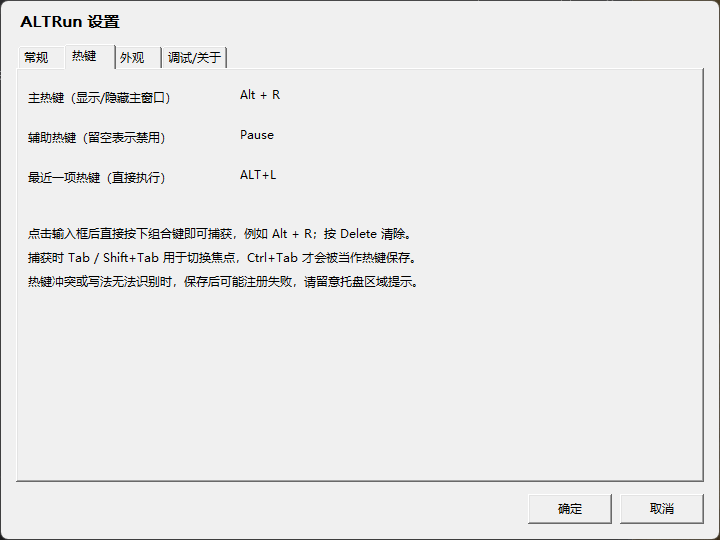 ALTRun 设置
常规 热键 外观 调试/关于
主热键（显示/隐藏主窗口） Alt + R
辅助热键（留空表示禁用） Pause
最近一项热键（直接执行） ALT+L
点击输入框后直接按下组合键即可捕获，例如 Alt + R；按 Delete 清除。
捕获时 Tab / Shift+Tab 用于切换焦点，Ctrl+Tab 才会被当作热键保存。
热键冲突或写法无法识别时，保存后可能注册失败，请留意托盘区域提示。
确定 取消